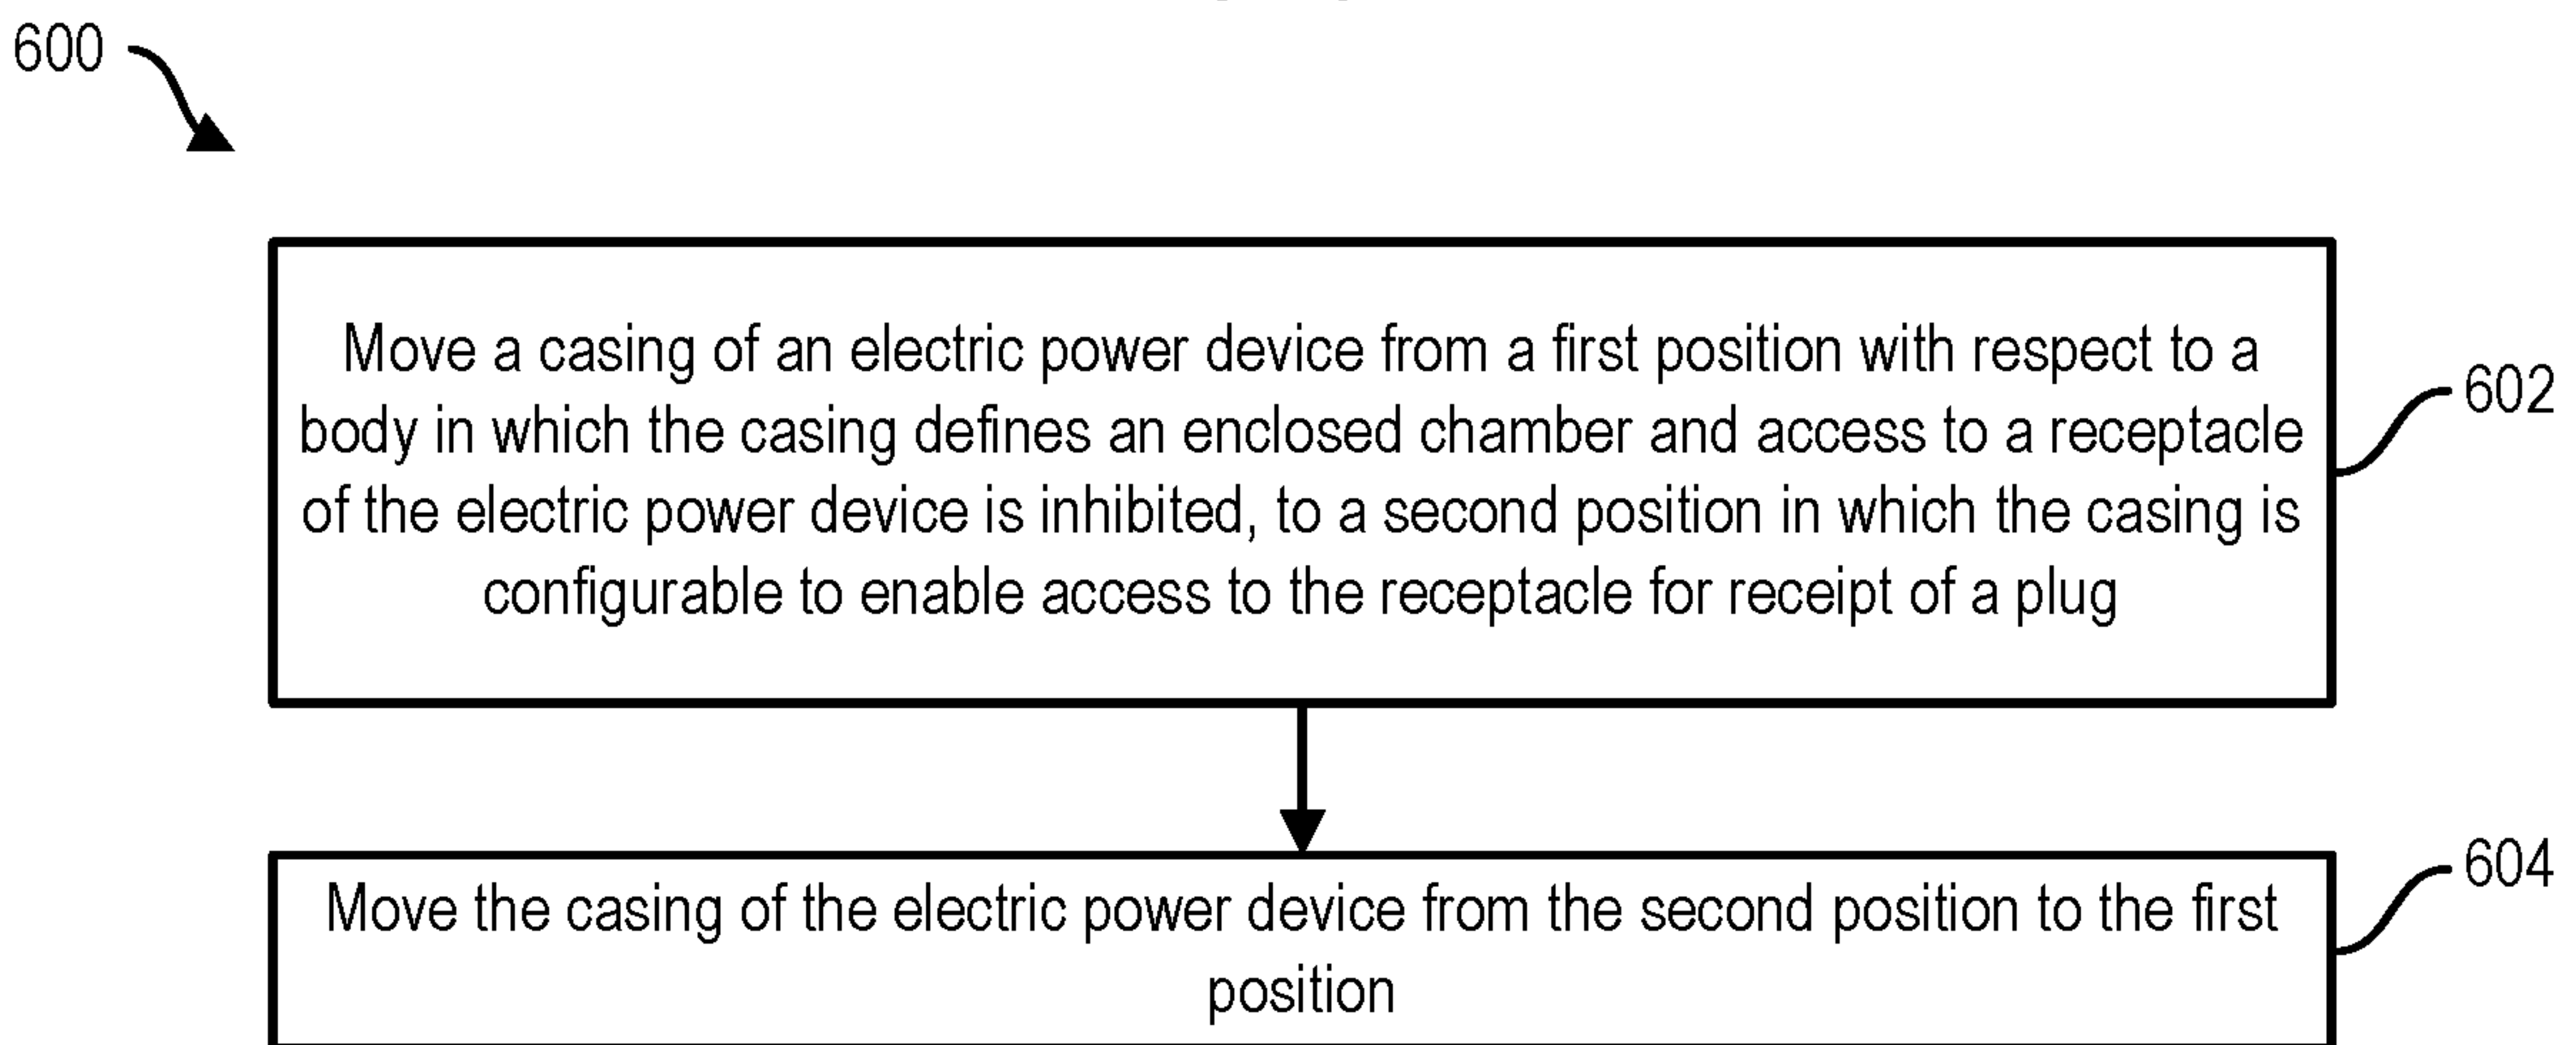 600
Move a casing of an electric power device from a first position with respect to a
body in which the casing defines an enclosed chamber and access to a receptacle
of the electric power device is inhibited, to a second position in which the casing is
configurable to enable access to the receptacle for receipt of a plug
602
Move the casing of the electric power device from the second position to the first
position
604